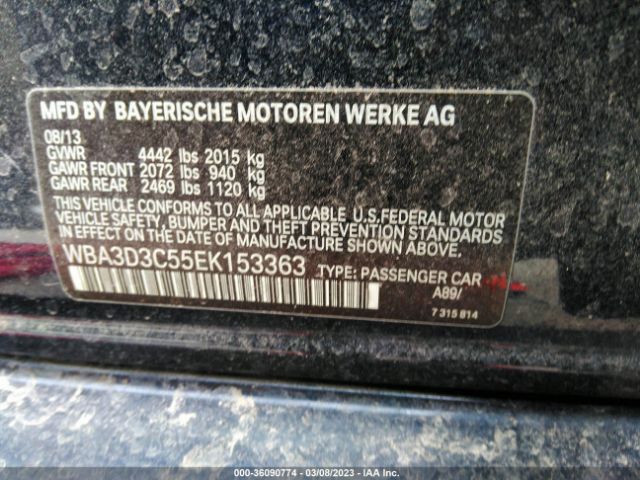 MFD BY BAYERISCHE MOTOREN WERKE AG
08/13
GVWR 4442 lbs 2015 kg
GAWR FRONT 2072 lbs 940 kg
GAWR REAR 2469 lbs 1120 kg
THIS VEHICLE CONFORMS TO ALL APPLICABLE U.S.FEDERAL MOTOR
VEHICLE SAFETY, BUMPER AND THEFT PREVENTION STANDARDS
IN EFFECT ON THE DATE OF MANUFACTURE SHOWN ABOVE.
WBA3D3C55EK153363 TYPE: PASSENGER CAR
A89/
7 315 814
000-36090774 — 03/08/2023 — IAA Inc.